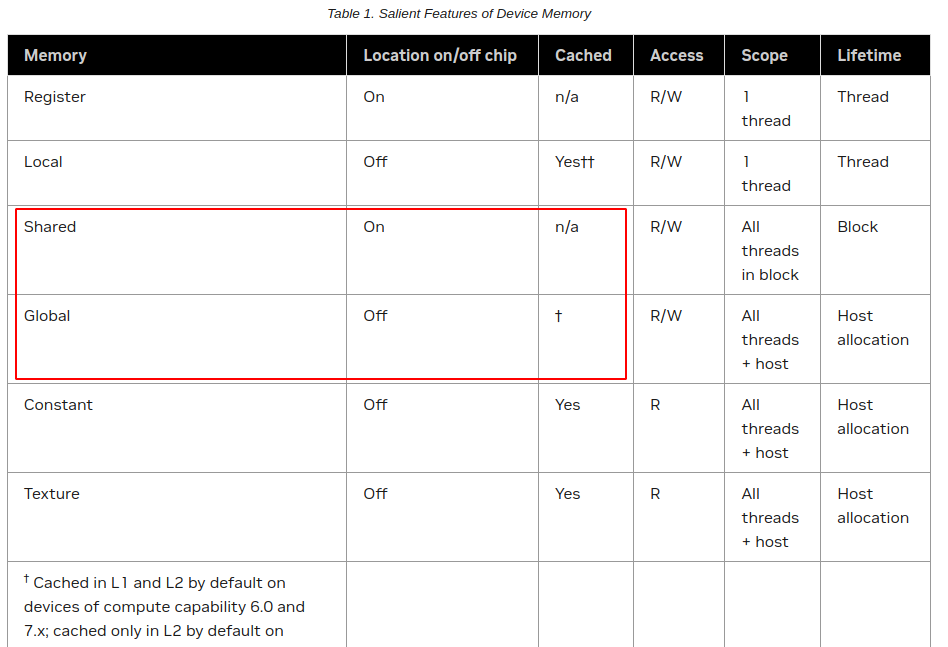 Table 1. Salient Features of Device Memory
Memory Location on/off chip Cached Access Scope Lifetime
Register On n/a R/W 1 Thread
thread
Local Off Yes†† R/W 1 Thread
thread
Shared On n/a R/W All Block
threads
in block
Global Off † R/W All Host
threads allocation
+ host
Constant Off Yes R All Host
threads allocation
+ host
Texture Off Yes R All Host
threads allocation
+ host
† Cached in L1 and L2 by default on
devices of compute capability 6.0 and
7.x; cached only in L2 by default on